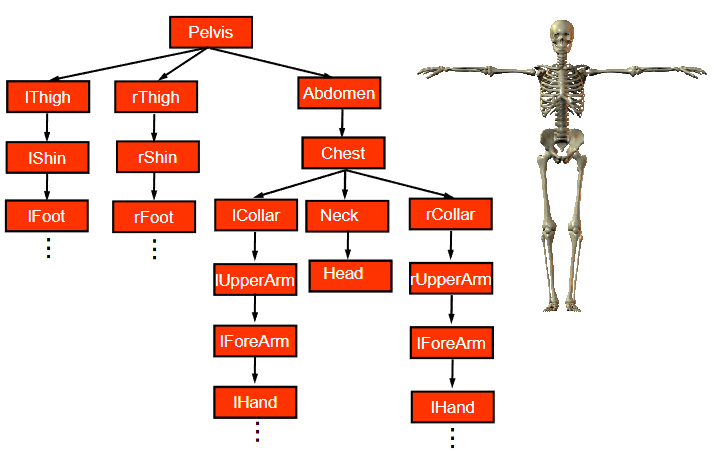 Pelvis
lThigh
rThigh
Abdomen
lShin
rShin
Chest
lFoot
rFoot
lCollar
Neck
rCollar
lUpperArm
Head
rUpperArm
lForeArm
lForeArm
lHand
lHand